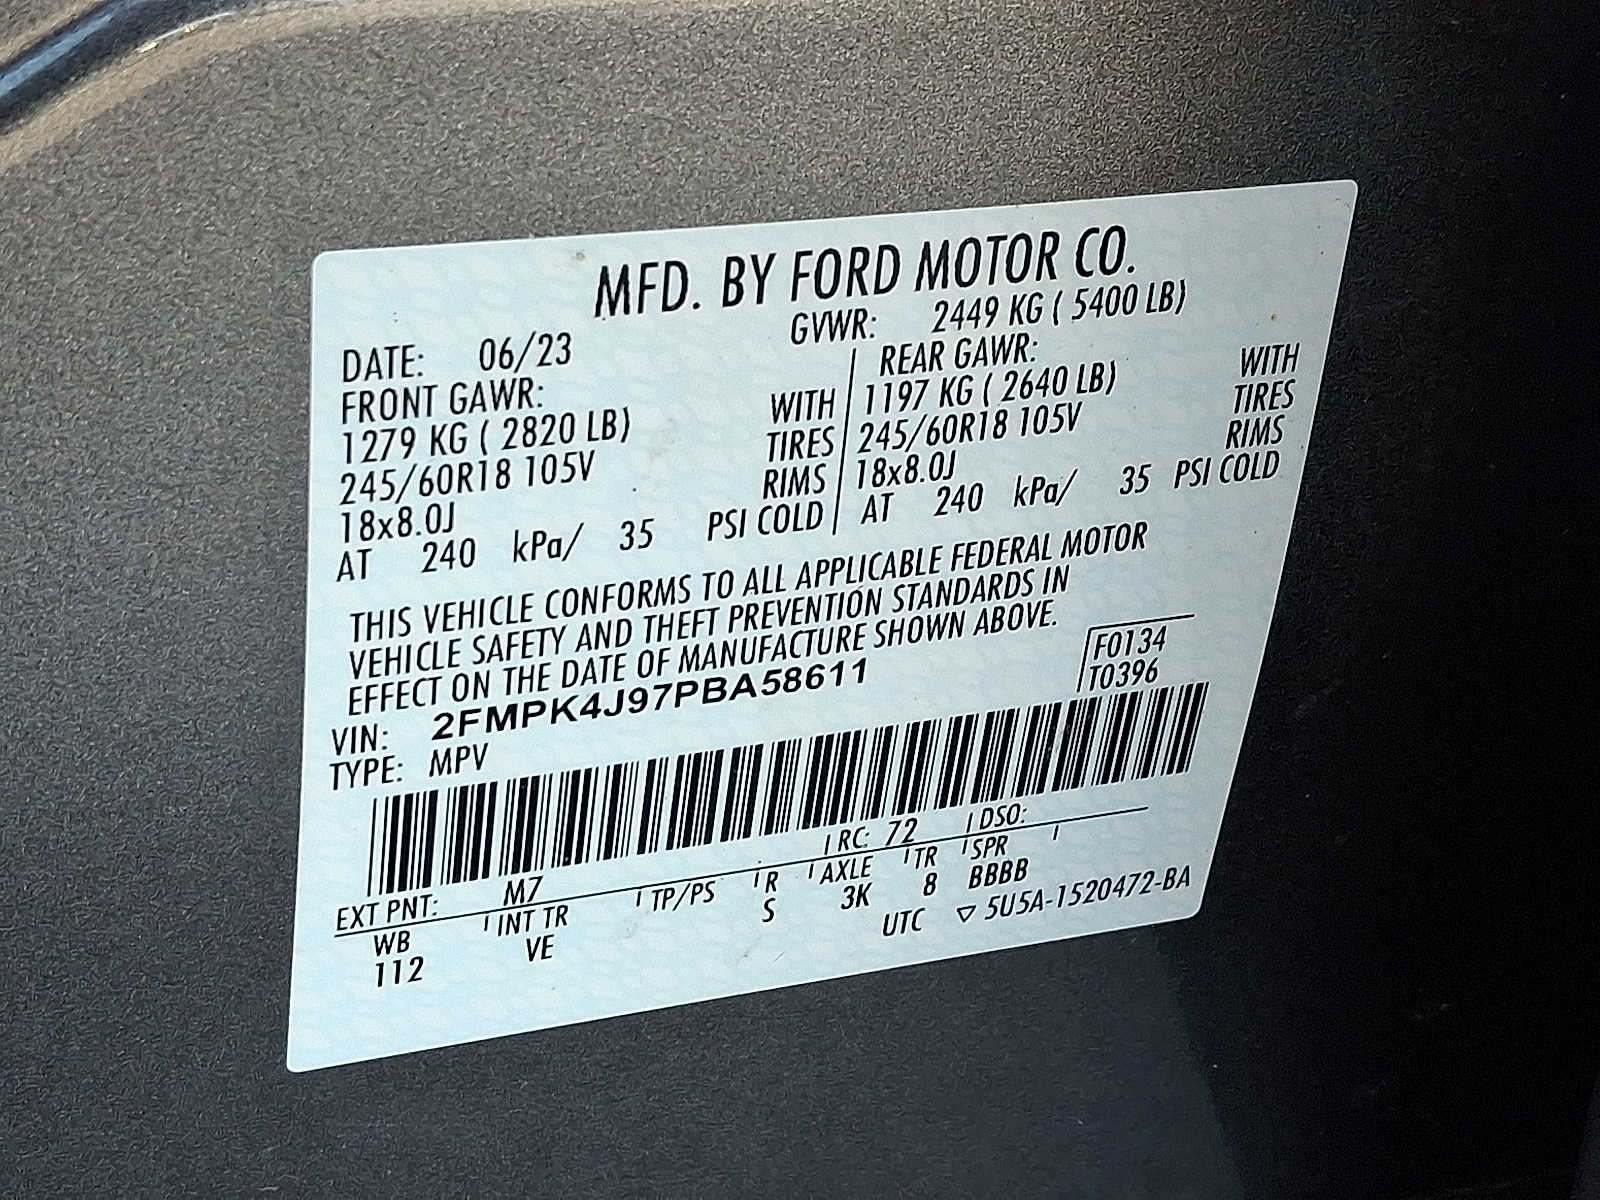 MFD. BY FORD MOTOR CO.
DATE: 06/23 GVWR: 2449 KG ( 5400 LB)
FRONT GAWR: REAR GAWR:
1279 KG ( 2820 LB) WITH 1197 KG ( 2640 LB) WITH
245/60R18 105V TIRES 245/60R18 105V TIRES
18x8.0J RIMS 18x8.0J RIMS
AT 240 kPa/ 35 PSI COLD AT 240 kPa/ 35 PSI COLD
THIS VEHICLE CONFORMS TO ALL APPLICABLE FEDERAL MOTOR
VEHICLE SAFETY AND THEFT PREVENTION STANDARDS IN
EFFECT ON THE DATE OF MANUFACTURE SHOWN ABOVE.
VIN: 2FMPK4J97PBA58611 F0134
TYPE: MPV T0396
EXT PNT: M7 RC: 72 DSO:
WB INT TR TP/PS R AXLE TR SPR
112 VE S 3K 8 BBBB
UTC ▽ 5U5A-1520472-BA